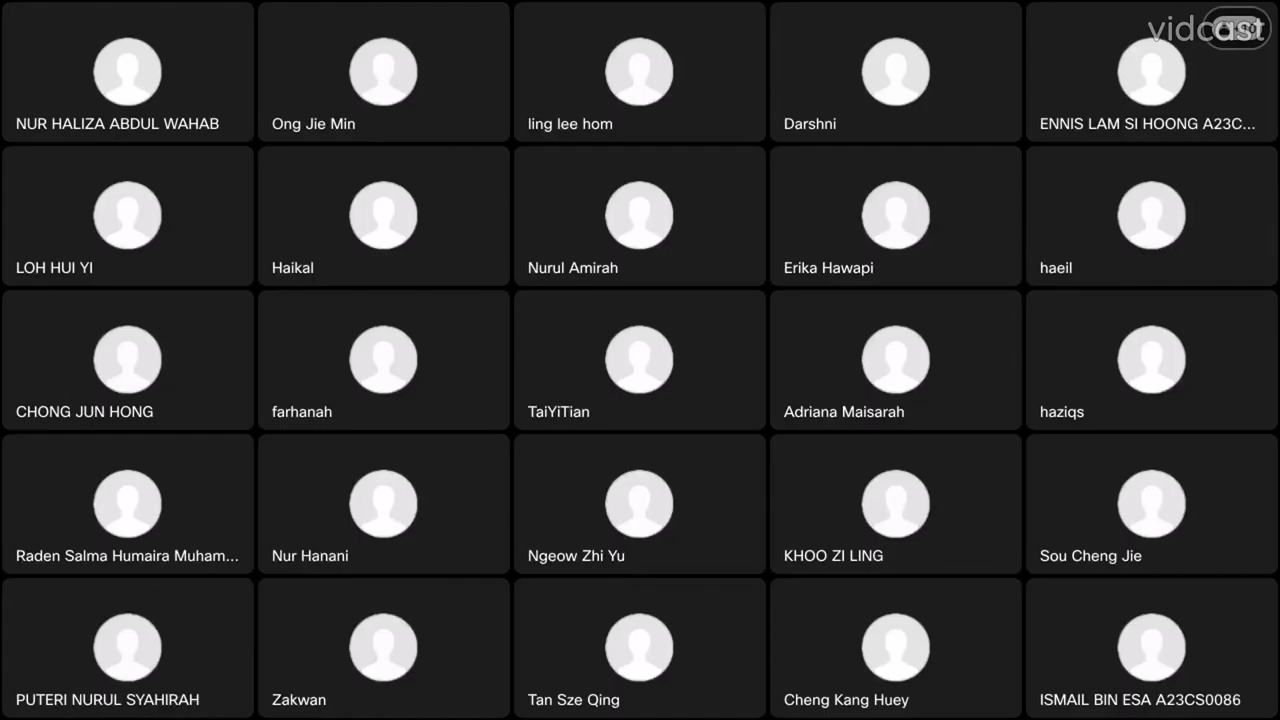 vidcast
NUR HALIZA ABDUL WAHAB
Ong Jie Min
ling lee hom
Darshni
ENNIS LAM SI HOONG A23C...
LOH HUI YI
Haikal
Nurul Amirah
Erika Hawapi
haeil
CHONG JUN HONG
farhanah
TaiYiTian
Adriana Maisarah
haziqs
Raden Salma Humaira Muham...
Nur Hanani
Ngeow Zhi Yu
KHOO ZI LING
Sou Cheng Jie
PUTERI NURUL SYAHIRAH
Zakwan
Tan Sze Qing
Cheng Kang Huey
ISMAIL BIN ESA A23CS0086